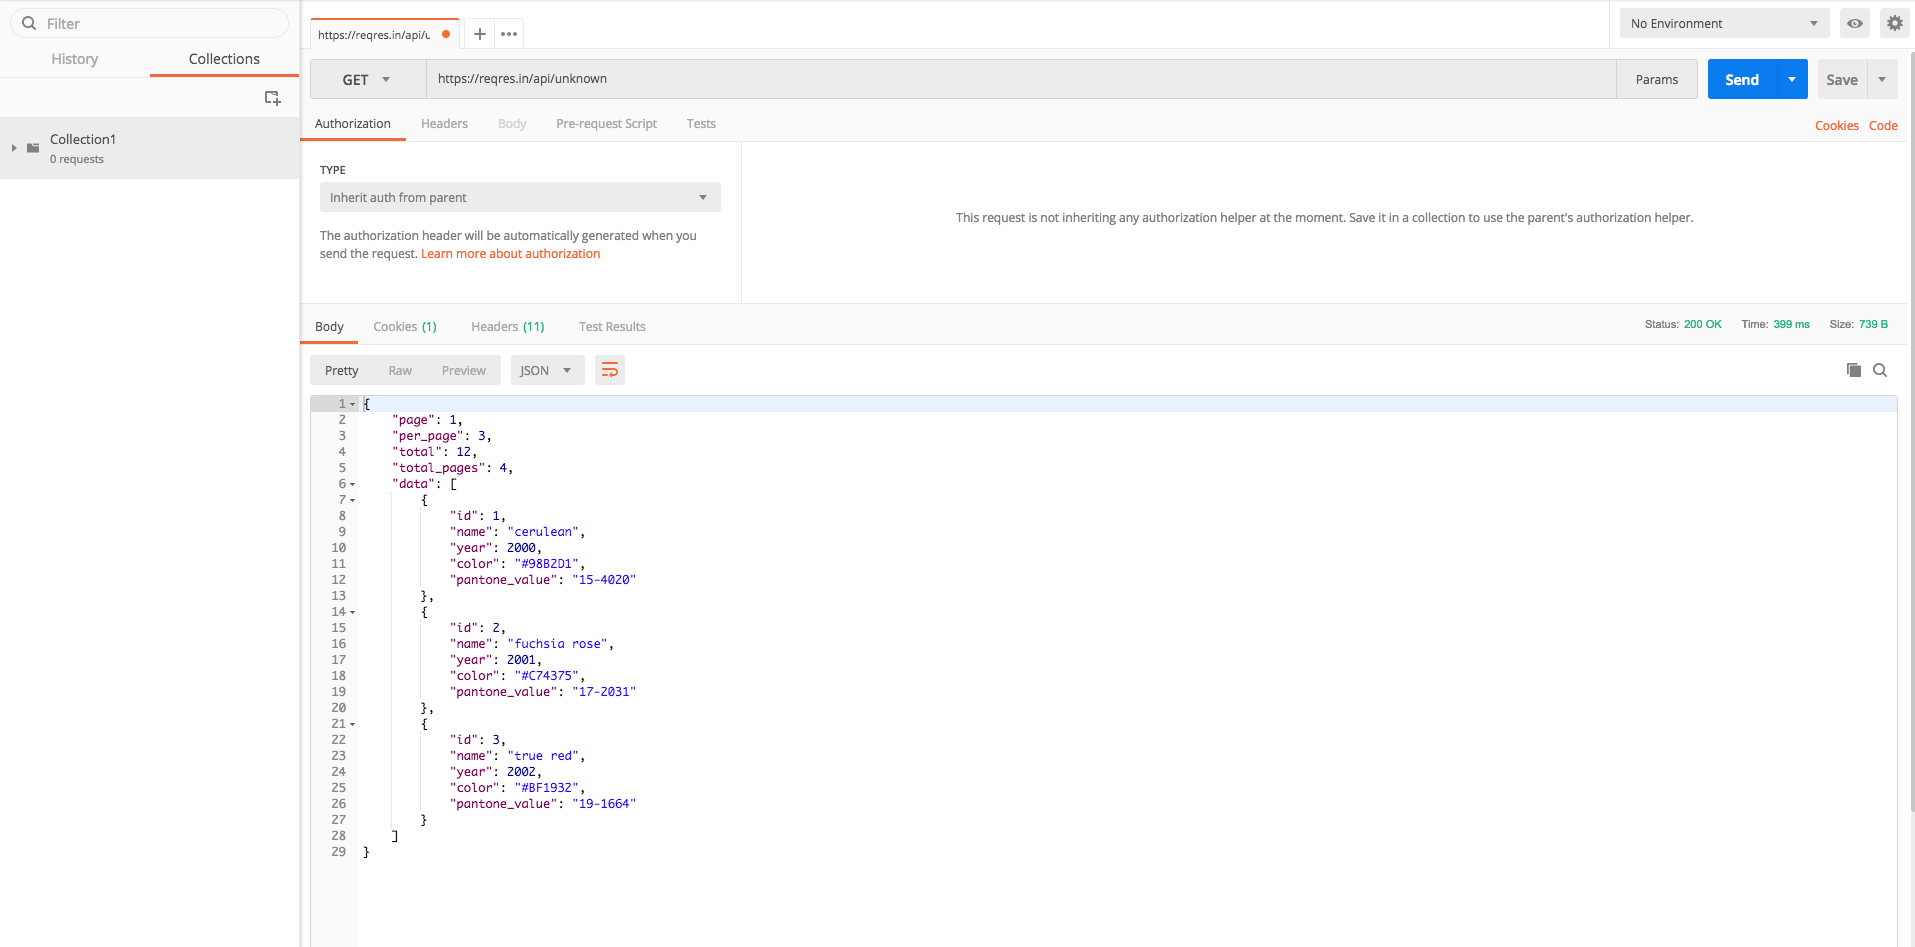 Filter
History Collections
Collection1
0 requests
https://reqres.in/api/u
No Environment
GET https://reqres.in/api/unknown Params Send Save
Authorization Headers Body Pre-request Script Tests Cookies Code
TYPE
Inherit auth from parent
The authorization header will be automatically generated when you
send the request. Learn more about authorization
This request is not inheriting any authorization helper at the moment. Save it in a collection to use the parent's authorization helper.
Body Cookies (1) Headers (11) Test Results Status: 200 OK Time: 399 ms Size: 739 B
Pretty Raw Preview JSON
1 {
2 "page": 1,
3 "per_page": 3,
4 "total": 12,
5 "total_pages": 4,
6 "data": [
7 {
8 "id": 1,
9 "name": "cerulean",
10 "year": 2000,
11 "color": "#98B2D1",
12 "pantone_value": "15-4020"
13 },
14 {
15 "id": 2,
16 "name": "fuchsia rose",
17 "year": 2001,
18 "color": "#C74375",
19 "pantone_value": "17-2031"
20 },
21 {
22 "id": 3,
23 "name": "true red",
24 "year": 2002,
25 "color": "#BF1932",
26 "pantone_value": "19-1664"
27 }
28 ]
29 }